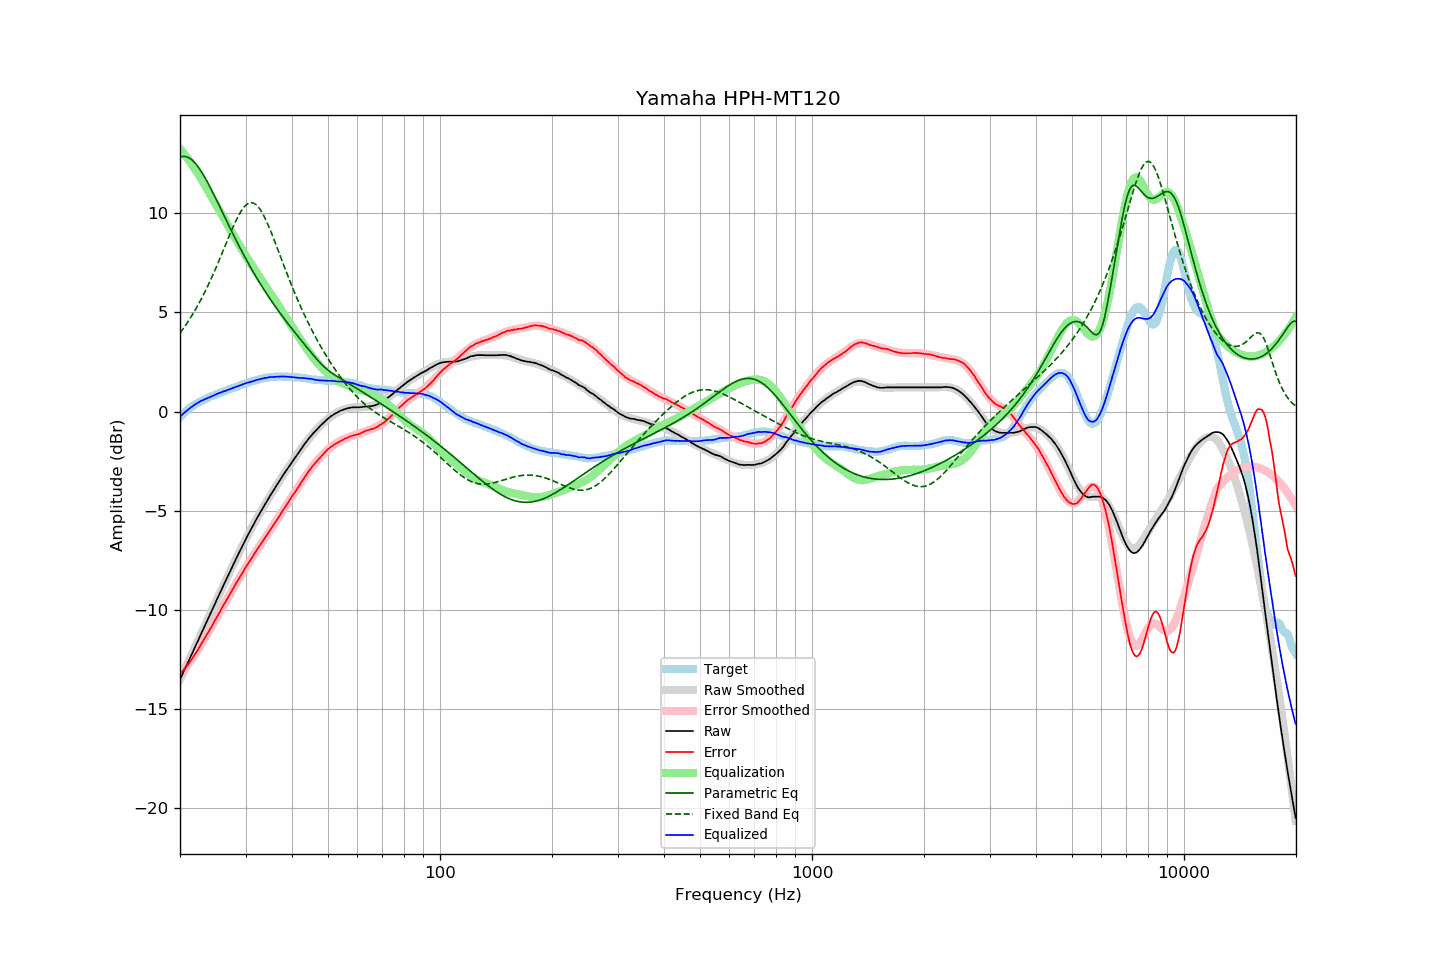 Yamaha HPH-MT120
Amplitude (dBr)
10
5
0
−5
−10
−15
−20
Target
Raw Smoothed
Error Smoothed
Raw
Error
Equalization
Parametric Eq
Fixed Band Eq
Equalized
100
1000
10000
Frequency (Hz)